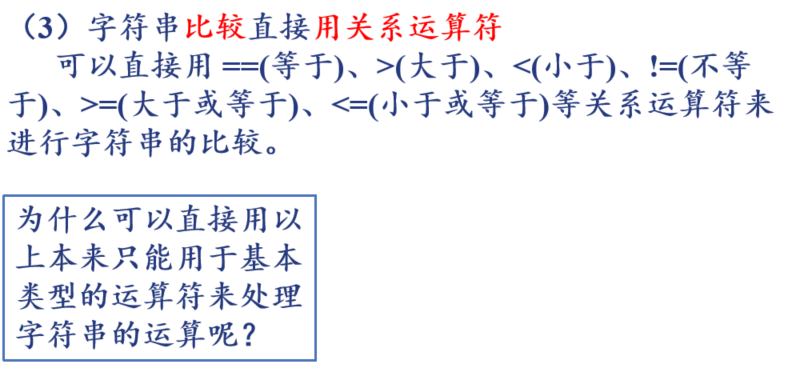 （3）字符串比较直接用关系运算符
可以直接用 ==(等于)、>(大于)、<(小于)、!=(不等
于)、>=(大于或等于)、<=(小于或等于)等关系运算符来
进行字符串的比较。
为什么可以直接用以
上本来只能用于基本
类型的运算符来处理
字符串的运算呢？